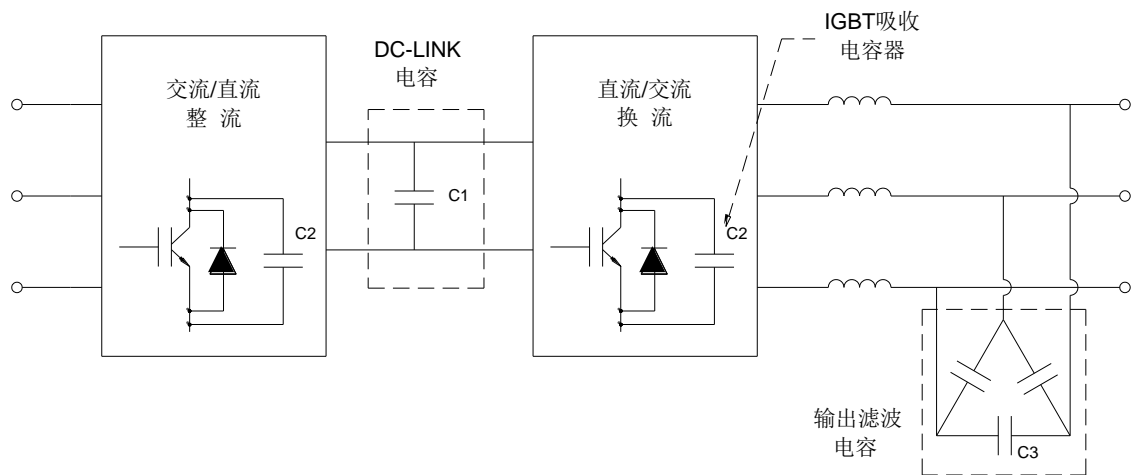 交流/直流
整 流
C2
DC-LINK
电容
C1
直流/交流
换 流
C2
IGBT吸收
电容器
输出滤波
电容
C3